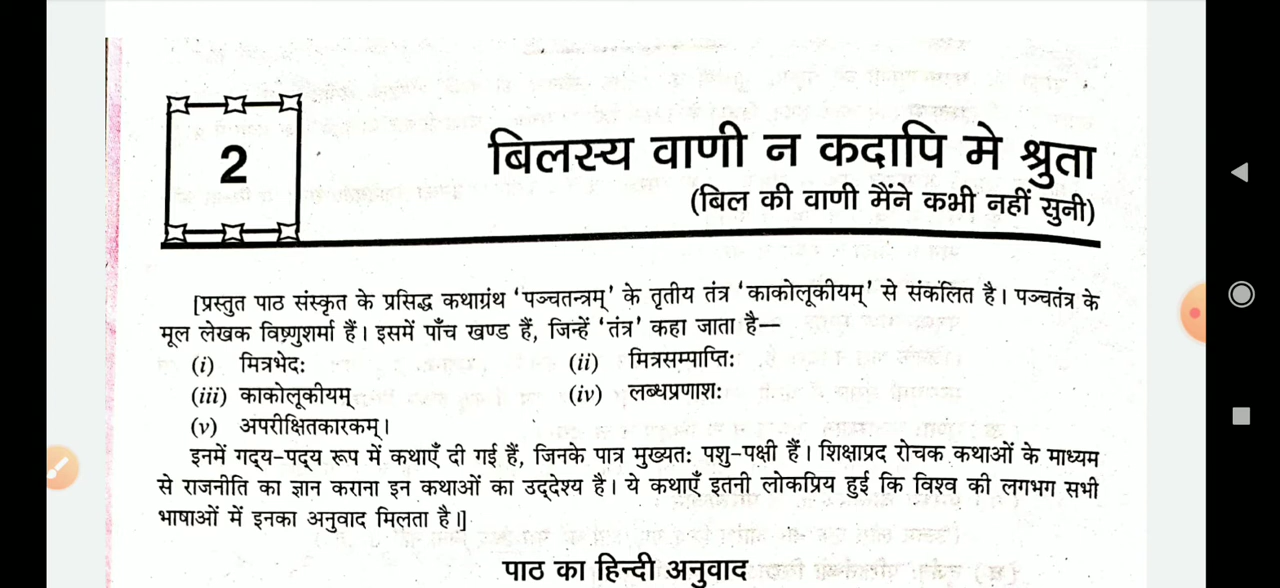 2
बिलस्य वाणी न कदापि मे श्रुता
(बिल की वाणी मैंने कभी नहीं सुनी)
[प्रस्तुत पाठ संस्कृत के प्रसिद्ध कथाग्रंथ ‘पञ्चतन्त्रम्’ के तृतीय तंत्र ‘काकोलूकीयम्’ से संकलित है। पञ्चतंत्र के
मूल लेखक विष्णुशर्मा हैं। इसमें पाँच खण्ड हैं, जिन्हें ‘तंत्र’ कहा जाता है—
(i) मित्रभेदः (ii) मित्रसम्पाप्तिः
(iii) काकोलूकीयम् (iv) लब्धप्रणाशः
(v) अपरीक्षितकारकम्।
इनमें गद्य-पद्य रूप में कथाएँ दी गई हैं, जिनके पात्र मुख्यतः पशु-पक्षी हैं। शिक्षाप्रद रोचक कथाओं के माध्यम
से राजनीति का ज्ञान कराना इन कथाओं का उद्देश्य है। ये कथाएँ इतनी लोकप्रिय हुई कि विश्व की लगभग सभी
भाषाओं में इनका अनुवाद मिलता है।]
पाठ का हिन्दी अनुवाद